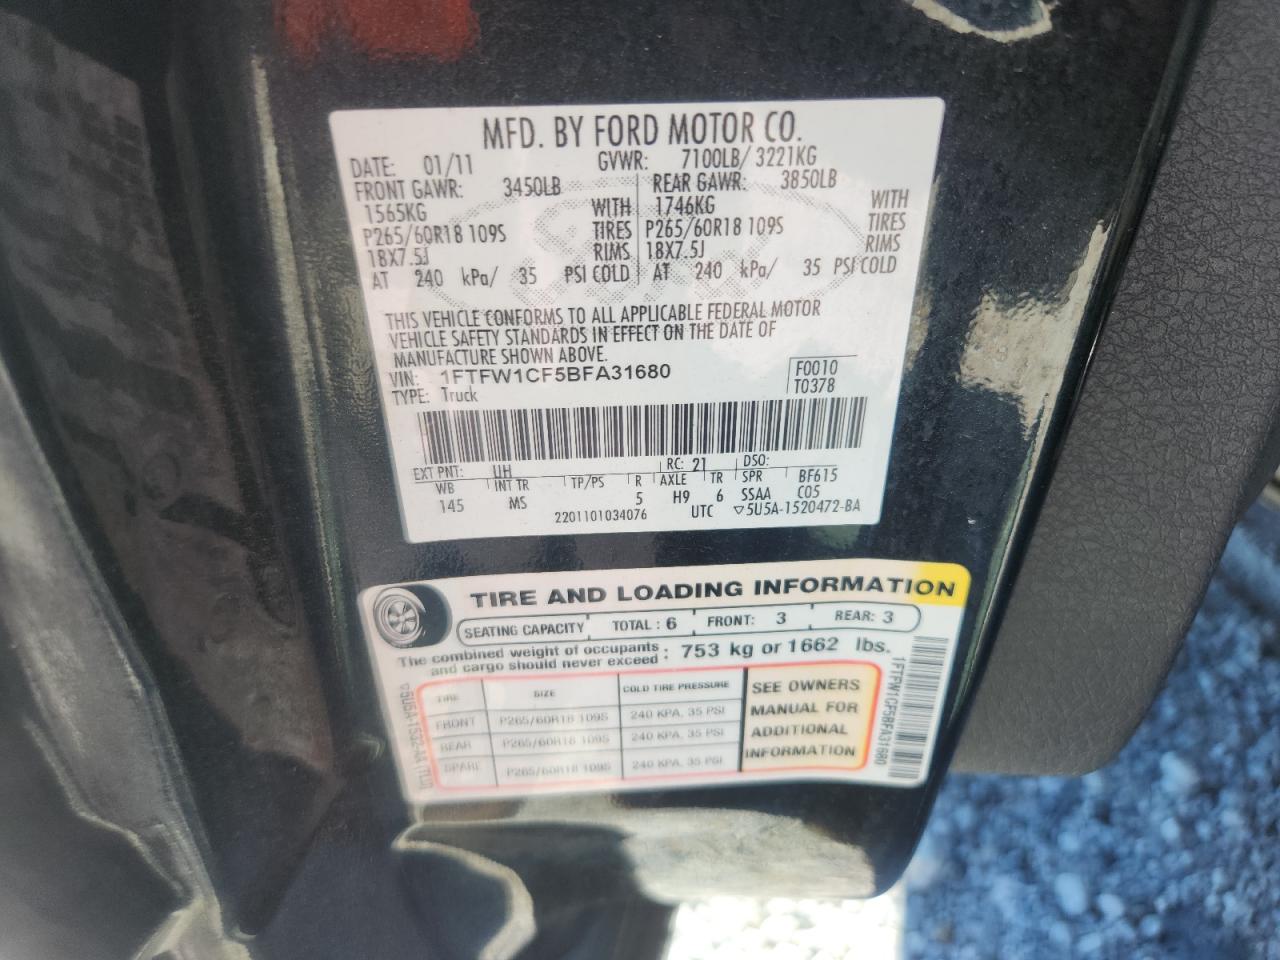 MFD. BY FORD MOTOR CO.
DATE: 01/11 GVWR: 7100LB/ 3221KG
FRONT GAWR: 3450LB REAR GAWR: 3850LB
1565KG WITH 1746KG WITH
P265/60R18 109S TIRES P265/60R18 109S TIRES
18X7.5J RIMS 18X7.5J RIMS
AT 240 kPa/ 35 PSI COLD AT 240 kPa/ 35 PSI COLD
THIS VEHICLE CONFORMS TO ALL APPLICABLE FEDERAL MOTOR
VEHICLE SAFETY STANDARDS IN EFFECT ON THE DATE OF
MANUFACTURE SHOWN ABOVE.
VIN: 1FTFW1CF5BFA31680 F0010
TYPE: Truck T0378
EXT PNT: UH RC: 21 DSO:
WB INT TR TP/PS R AXLE TR SPR BF615
145 MS 5 H9 6 SSAA C05
2201101034076 UTC ▽5U5A-1520472-BA
TIRE AND LOADING INFORMATION
SEATING CAPACITY TOTAL : 6 FRONT: 3 REAR: 3
The combined weight of occupants
and cargo should never exceed : 753 kg or 1662 lbs.
TIRE SIZE COLD TIRE PRESSURE
FRONT P265/60R18 109S 240 KPA, 35 PSI
REAR P265/60R18 109S 240 KPA, 35 PSI
SPARE P265/60R18 109S 240 KPA, 35 PSI
SEE OWNERS
MANUAL FOR
ADDITIONAL
INFORMATION
1FTFW1CF5BFA31680